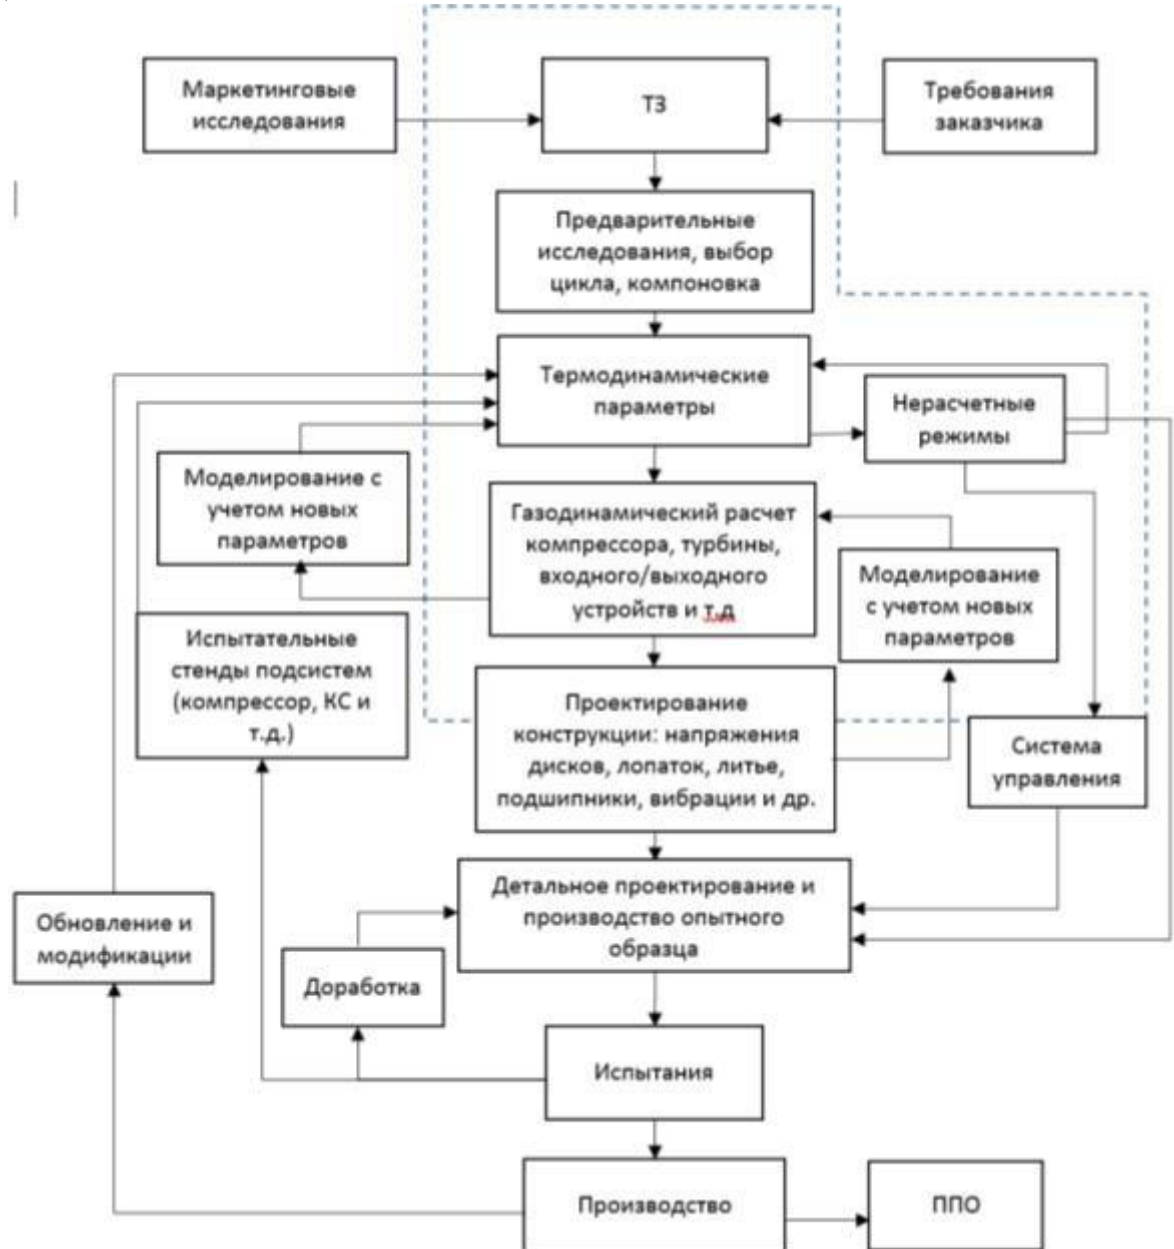 Маркетинговые
исследования
ТЗ
Требования
заказчика
Предварительные
исследования, выбор
цикла, компоновка
Термодинамические
параметры
Нерасчетные
режимы
Моделирование с
учетом новых
параметров
Газодинамический расчет
компрессора, турбины,
входного/выходного
устройств и т.д
Моделирование
с учетом новых
параметров
Испытательные
стенды подсистем
(компрессор, КС и
т.д.)
Проектирование
конструкции: напряжения
дисков, лопаток, литье,
подшипники, вибрации и др.
Система
управления
Детальное проектирование и
производство опытного
образца
Обновление и
модификации
Доработка
Испытания
Производство
ППО